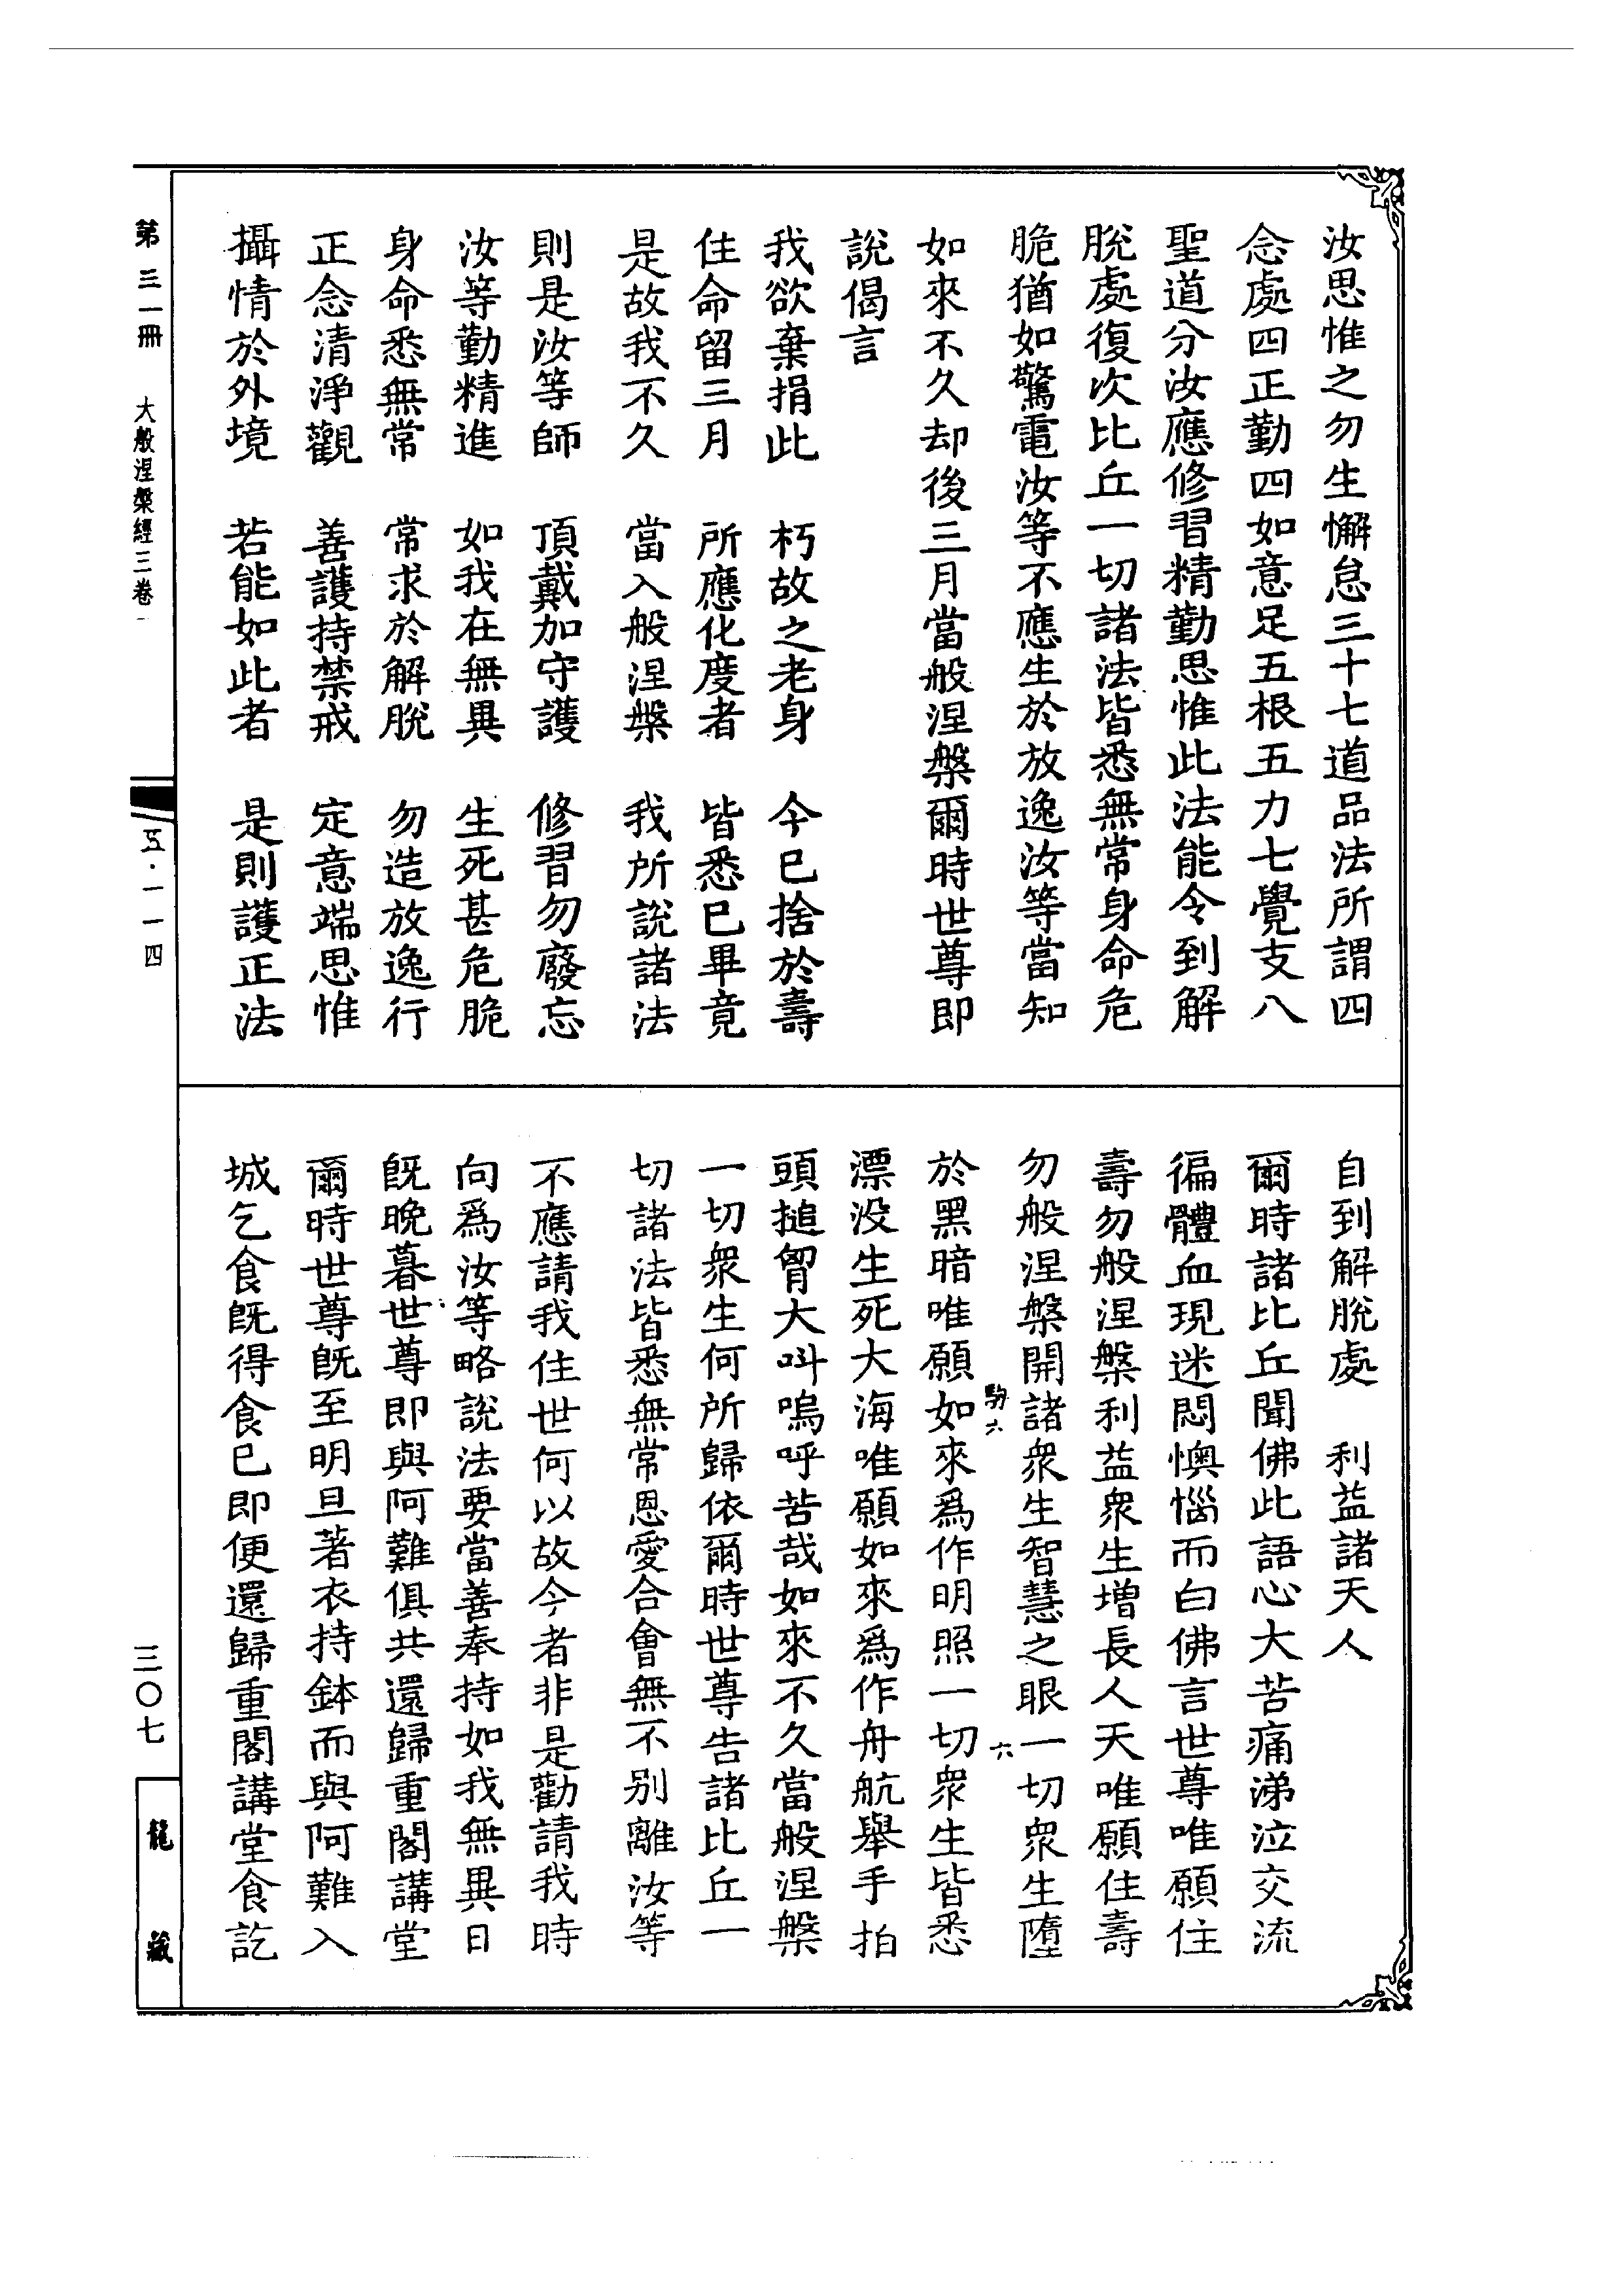 汝思惟之勿生懈怠三十七道品法所謂四
念處四正勤四如意足五根五力七覺支八
聖道分汝應修習精勤思惟此法能令到解
脫處復次比丘一切諸法皆悉無常身命危
脆猶如驚電汝等不應生於放逸汝等當知
如來不久却後三月當般涅槃爾時世尊即
說偈言
我欲棄捐此　朽故之老身　今已捨於壽
住命留三月　所應化度者　皆悉已畢竟
是故我不久　當入般涅槃　我所說諸法
則是汝等師　頂戴加守護　修習勿廢忘
汝等勤精進　如我在無異　生死甚危脆
身命悉無常　常求於解脫　勿造放逸行
正念清淨觀　善護持禁戒　定意端思惟
攝情於外境　若能如此者　是則護正法
自到解脫處　利益諸天人
爾時諸比丘聞佛此語心大苦痛涕泣交流
徧體血現迷悶懊惱而白佛言世尊唯願住
壽勿般涅槃利益衆生增長人天唯願住壽
勿般涅槃開諸衆生智慧之眼一切衆生墮
駒六
六
於黑暗唯願如來爲作明照一切衆生皆悉
漂没生死大海唯願如來爲作舟航舉手拍
頭搥胷大叫嗚呼苦哉如來不久當般涅槃
一切衆生何所歸依爾時世尊告諸比丘一
切諸法皆悉無常恩愛合會無不别離汝等
不應請我住世何以故今者非是勸請我時
向爲汝等略說法要當善奉持如我無異日
旣晚暮世尊即與阿難俱共還歸重閣講堂
爾時世尊旣至明旦著衣持鉢而與阿難入
城乞食旣得食已即便還歸重閣講堂食訖
第三一冊　大般涅槃經三卷
五・一一四
三〇七
龍藏